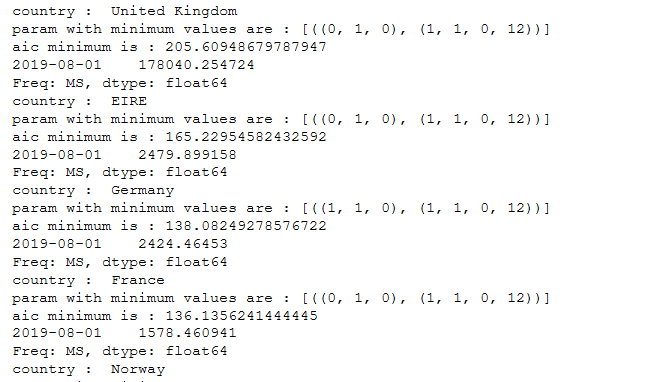 country :  United Kingdom
param with minimum values are : [((0, 1, 0), (1, 1, 0, 12))]
aic minimum is : 205.60948679787947
2019-08-01    178040.254724
Freq: MS, dtype: float64
country :  EIRE
param with minimum values are : [((0, 1, 0), (1, 1, 0, 12))]
aic minimum is : 165.22954582432592
2019-08-01    2479.899158
Freq: MS, dtype: float64
country :  Germany
param with minimum values are : [((1, 1, 0), (1, 1, 0, 12))]
aic minimum is : 138.08249278576722
2019-08-01    2424.46453
Freq: MS, dtype: float64
country :  France
param with minimum values are : [((0, 1, 0), (1, 1, 0, 12))]
aic minimum is : 136.1356241444445
2019-08-01    1578.460941
Freq: MS, dtype: float64
country :  Norway